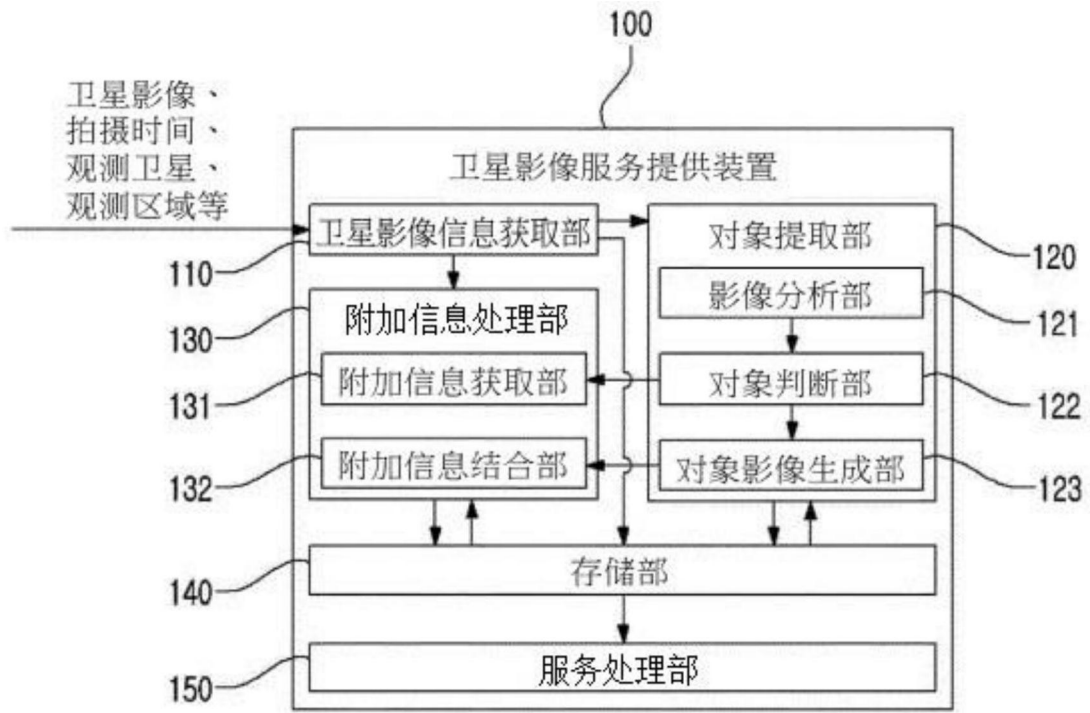 100
卫星影像、
拍摄时间、
观测卫星、
观测区域等
卫星影像服务提供装置
卫星影像信息获取部
对象提取部
110
120
影像分析部
附加信息处理部
130
121
附加信息获取部
对象判断部
131
122
附加信息结合部
对象影像生成部
132
123
存储部
140
服务处理部
150